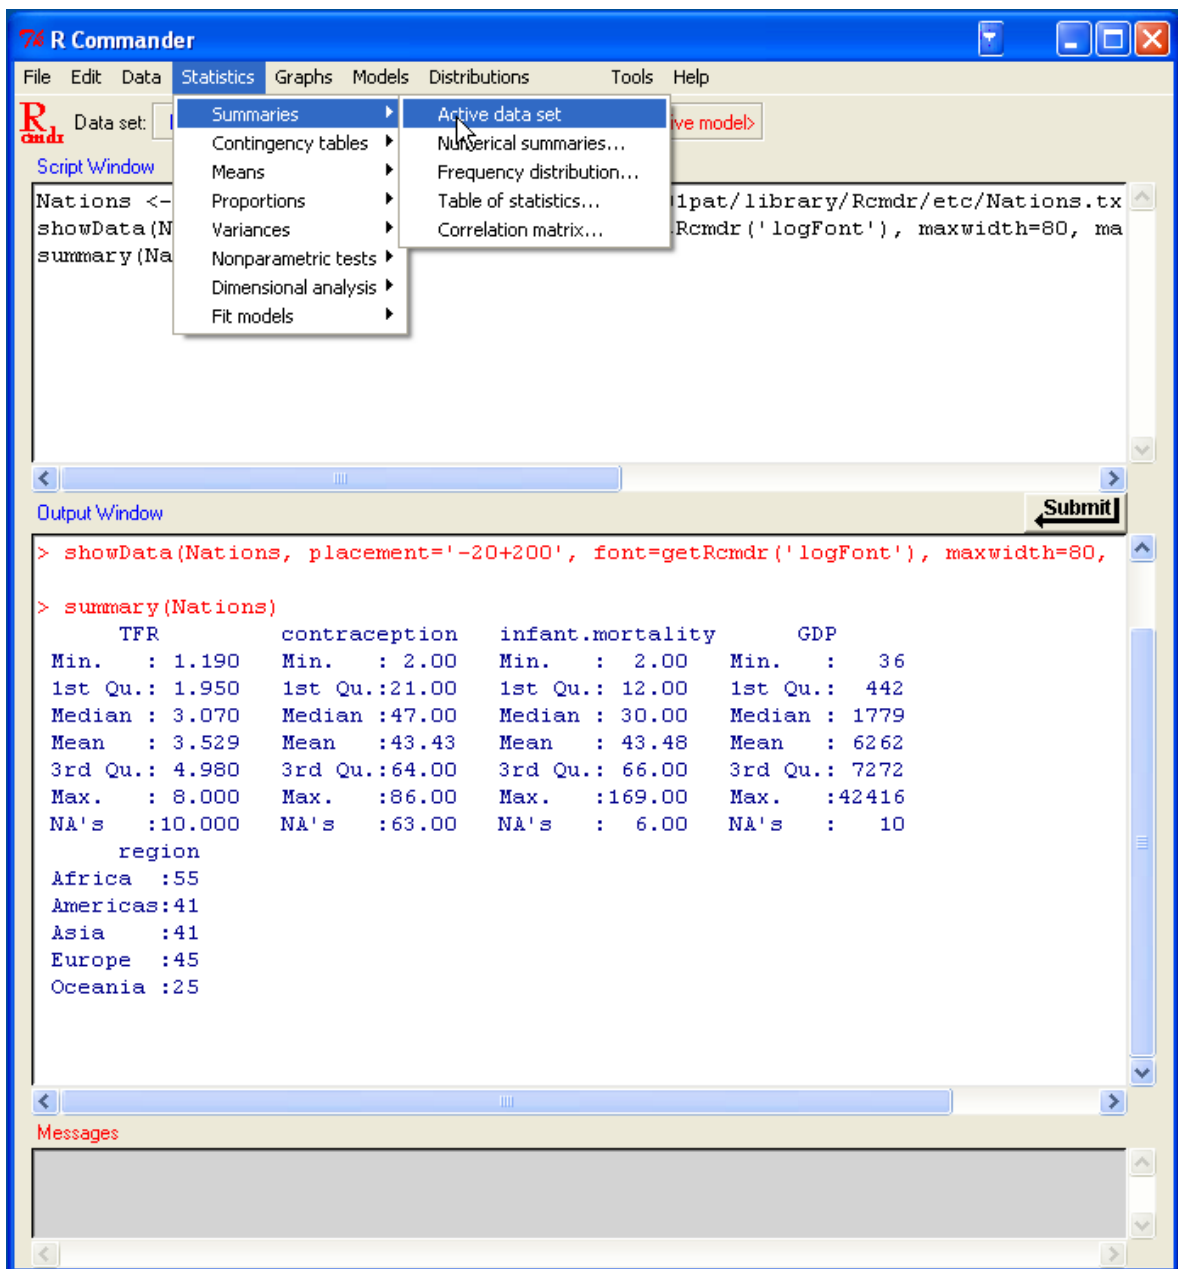 R Commander
File Edit Data Statistics Graphs Models Distributions Tools Help
Rcmdr Data set: ive model>
Summaries
Contingency tables
Means
Proportions
Variances
Nonparametric tests
Dimensional analysis
Fit models
Active data set
Numerical summaries...
Frequency distribution...
Table of statistics...
Correlation matrix...
Script Window
Nations <- 1pat/library/Rcmdr/etc/Nations.tx
showData(N Rcmdr('logFont'), maxwidth=80, ma
summary(Na
Submit
Output Window
> showData(Nations, placement='-20+200', font=getRcmdr('logFont'), maxwidth=80,
> summary(Nations)
TFR contraception infant.mortality GDP
Min. : 1.190 Min. : 2.00 Min. : 2.00 Min. : 36
1st Qu.: 1.950 1st Qu.:21.00 1st Qu.: 12.00 1st Qu.: 442
Median : 3.070 Median :47.00 Median : 30.00 Median : 1779
Mean : 3.529 Mean :43.43 Mean : 43.48 Mean : 6262
3rd Qu.: 4.980 3rd Qu.:64.00 3rd Qu.: 66.00 3rd Qu.: 7272
Max. : 8.000 Max. :86.00 Max. :169.00 Max. :42416
NA's :10.000 NA's :63.00 NA's : 6.00 NA's : 10
region
Africa :55
Americas:41
Asia :41
Europe :45
Oceania :25
Messages